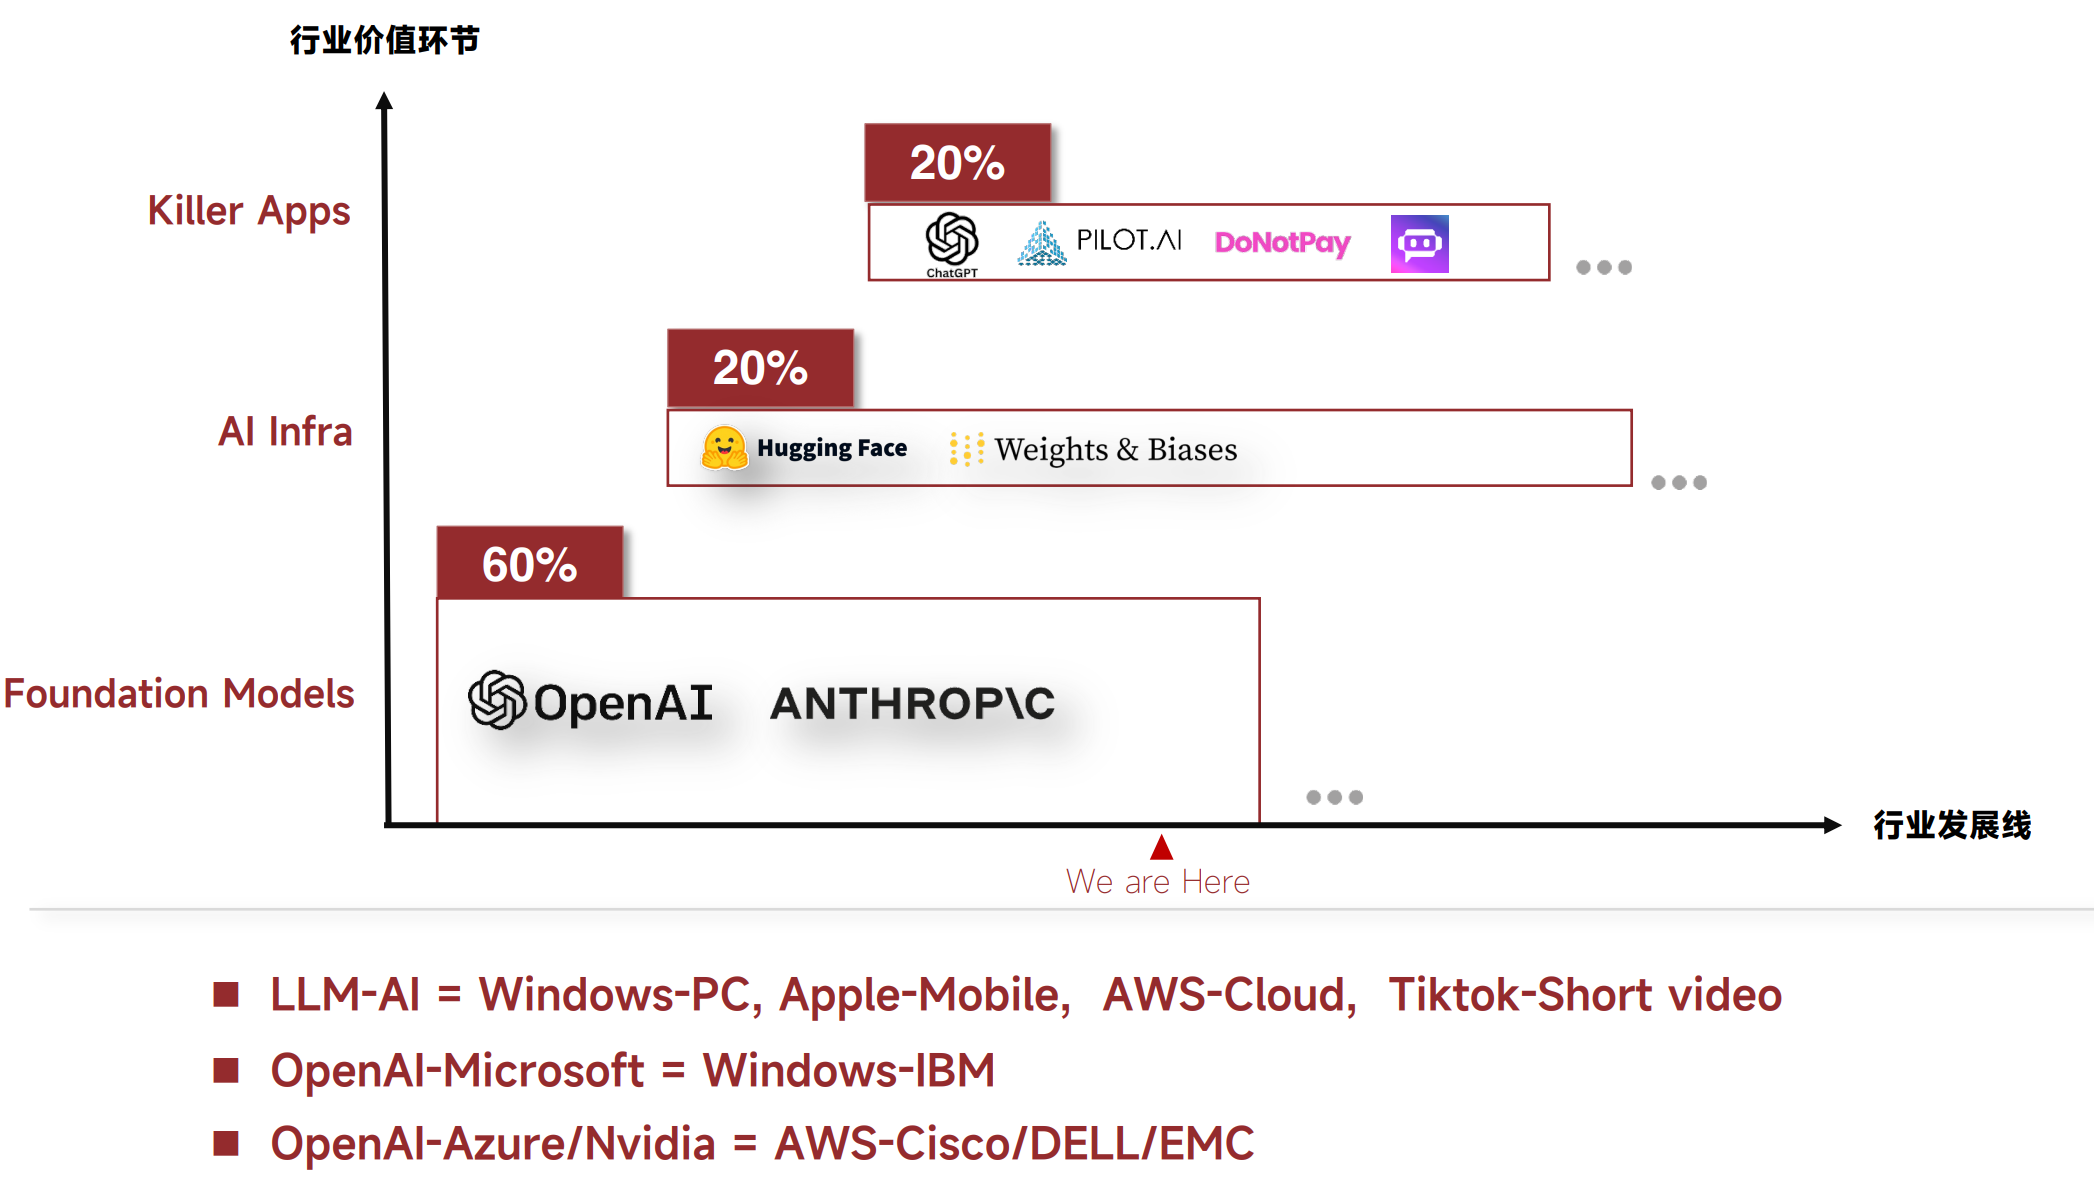 行业价值环节
20%
Killer Apps
ChatGPT PILOT.AI DoNotPay
20%
AI Infra
Hugging Face Weights & Biases
60%
Foundation Models
OpenAI ANTHROP\C
行业发展线
We are Here
LLM-AI = Windows-PC, Apple-Mobile, AWS-Cloud, Tiktok-Short video
OpenAI-Microsoft = Windows-IBM
OpenAI-Azure/Nvidia = AWS-Cisco/DELL/EMC